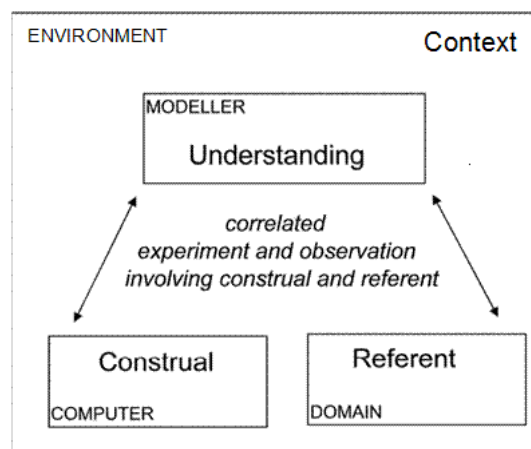 ENVIRONMENT
Context
MODELLER
Understanding
correlated
experiment and observation
involving construal and referent
Construal
COMPUTER
Referent
DOMAIN